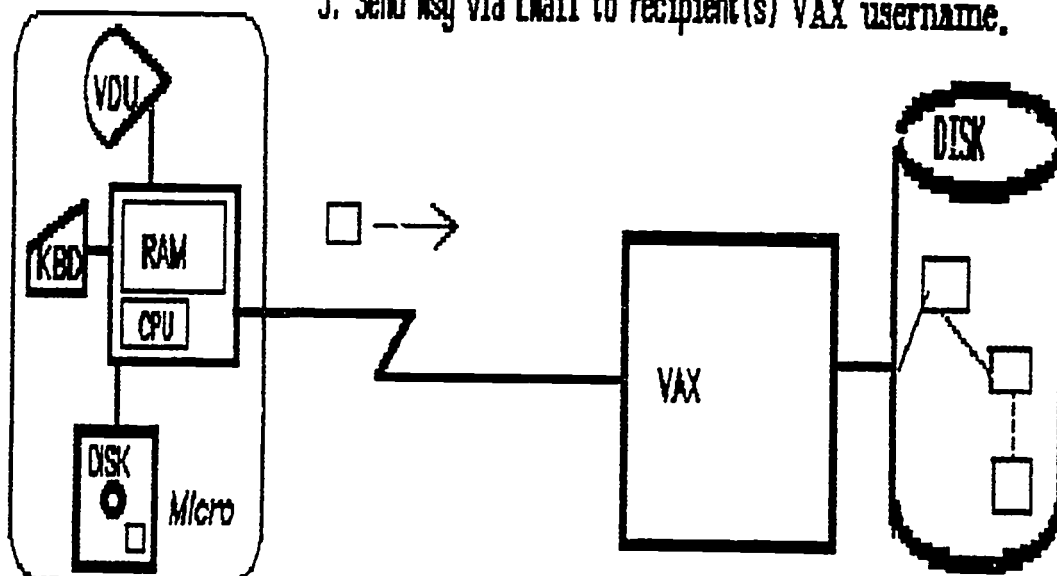 3. Send Msg via EMail to recipient(s) VAX username.
VDU
DISK
KBD
RAM
CPU
VAX
DISK
Micro